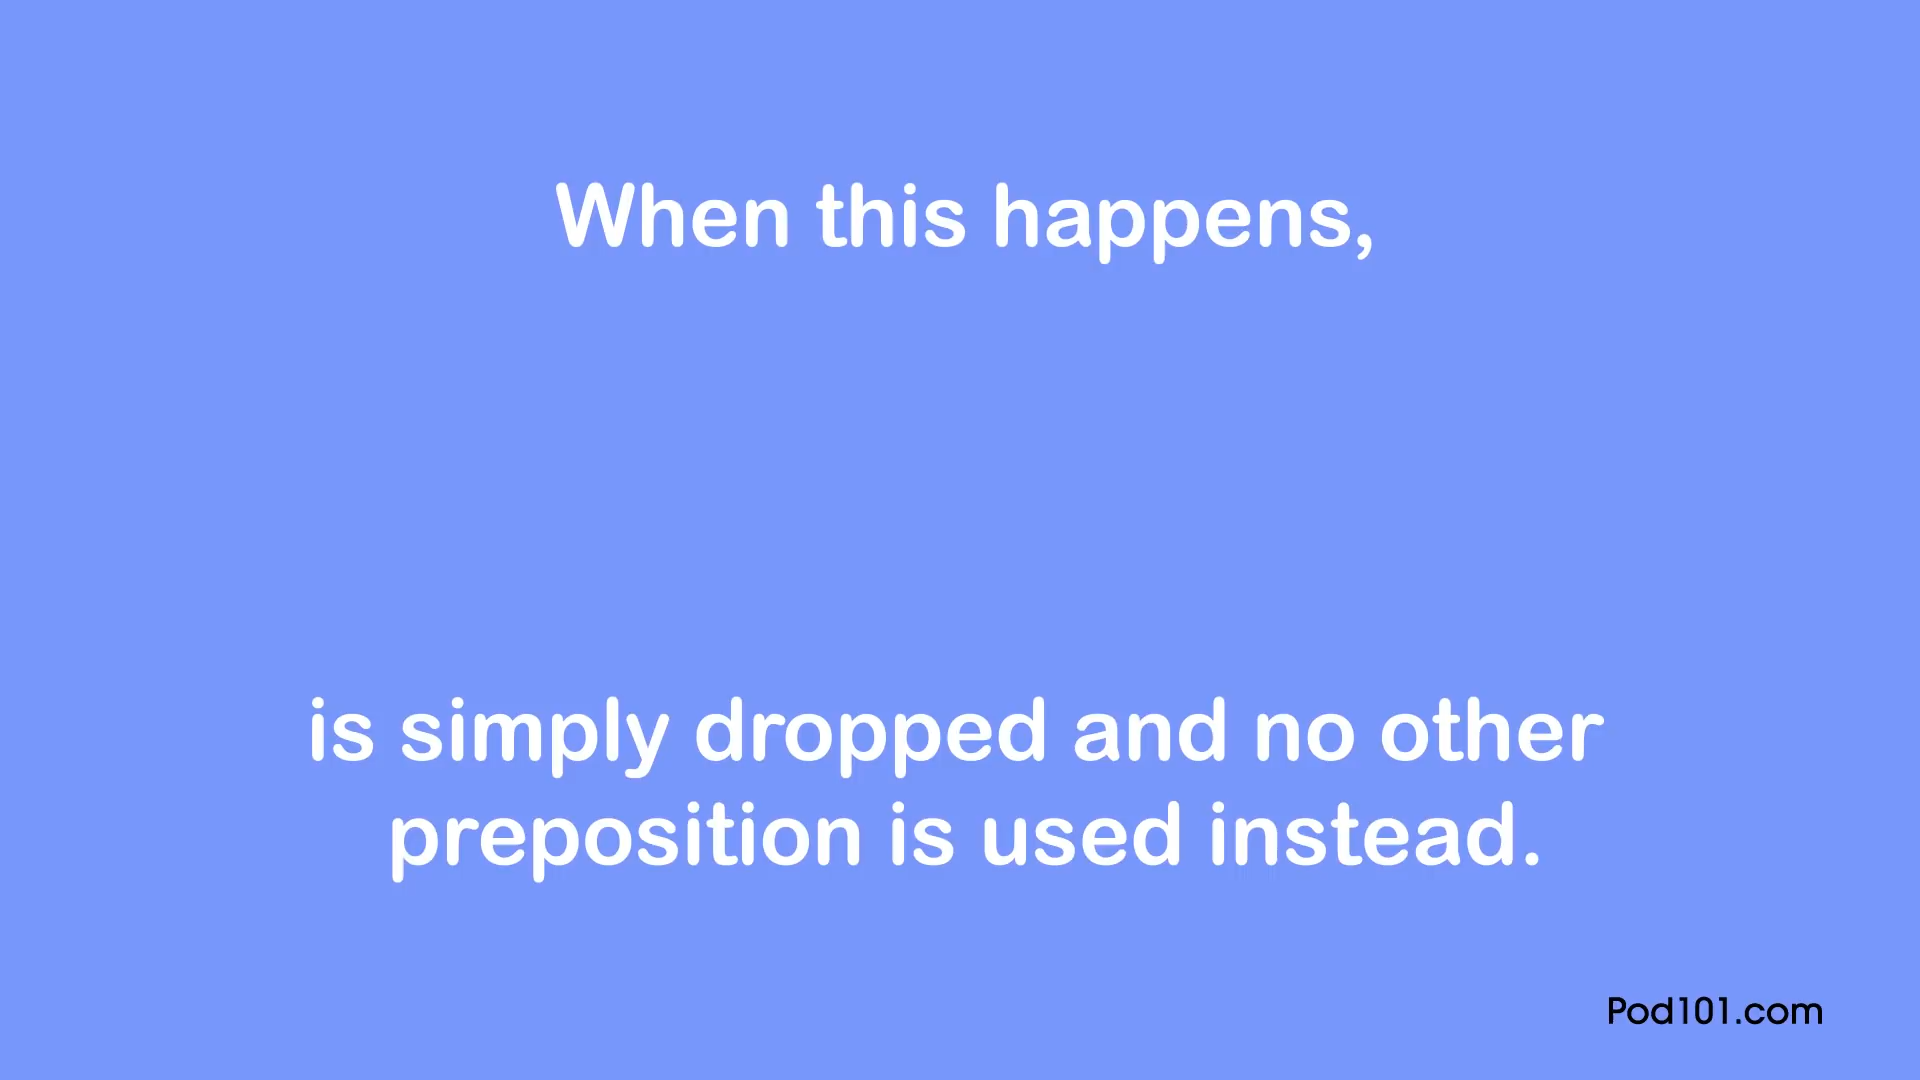 When this happens,
is simply dropped and no other
preposition is used instead.
Pod101.com